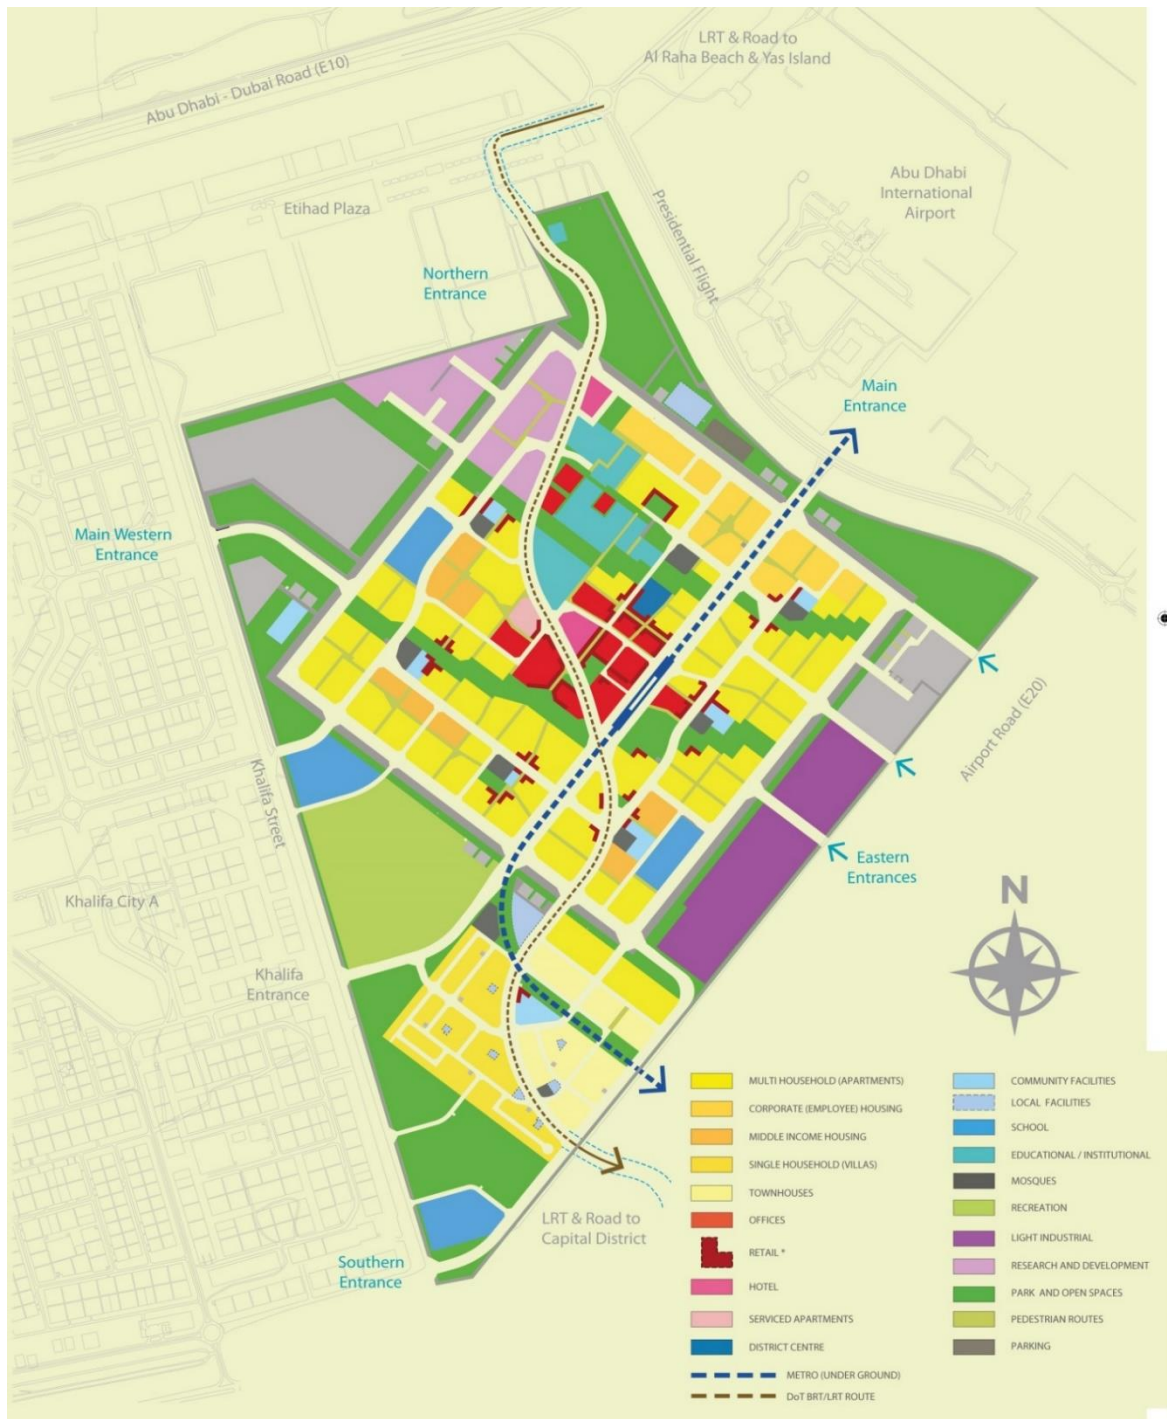 LRT & Road to
Al Raha Beach & Yas Island
Abu Dhabi - Dubai Road (E10)
Abu Dhabi
International
Airport
Etihad Plaza
Presidential Flight
Northern
Entrance
Main
Entrance
Main Western
Entrance
Airport Road (E20)
Khalifa Street
Eastern
Entrances
Khalifa City A
N
Khalifa
Entrance
LRT & Road to
Capital District
Southern
Entrance
MULTI HOUSEHOLD (APARTMENTS)
CORPORATE (EMPLOYEE) HOUSING
MIDDLE INCOME HOUSING
SINGLE HOUSEHOLD (VILLAS)
TOWNHOUSES
OFFICES
RETAIL *
HOTEL
SERVICED APARTMENTS
DISTRICT CENTRE
METRO (UNDER GROUND)
DoT BRT/LRT ROUTE
COMMUNITY FACILITIES
LOCAL FACILITIES
SCHOOL
EDUCATIONAL / INSTITUTIONAL
MOSQUES
RECREATION
LIGHT INDUSTRIAL
RESEARCH AND DEVELOPMENT
PARK AND OPEN SPACES
PEDESTRIAN ROUTES
PARKING